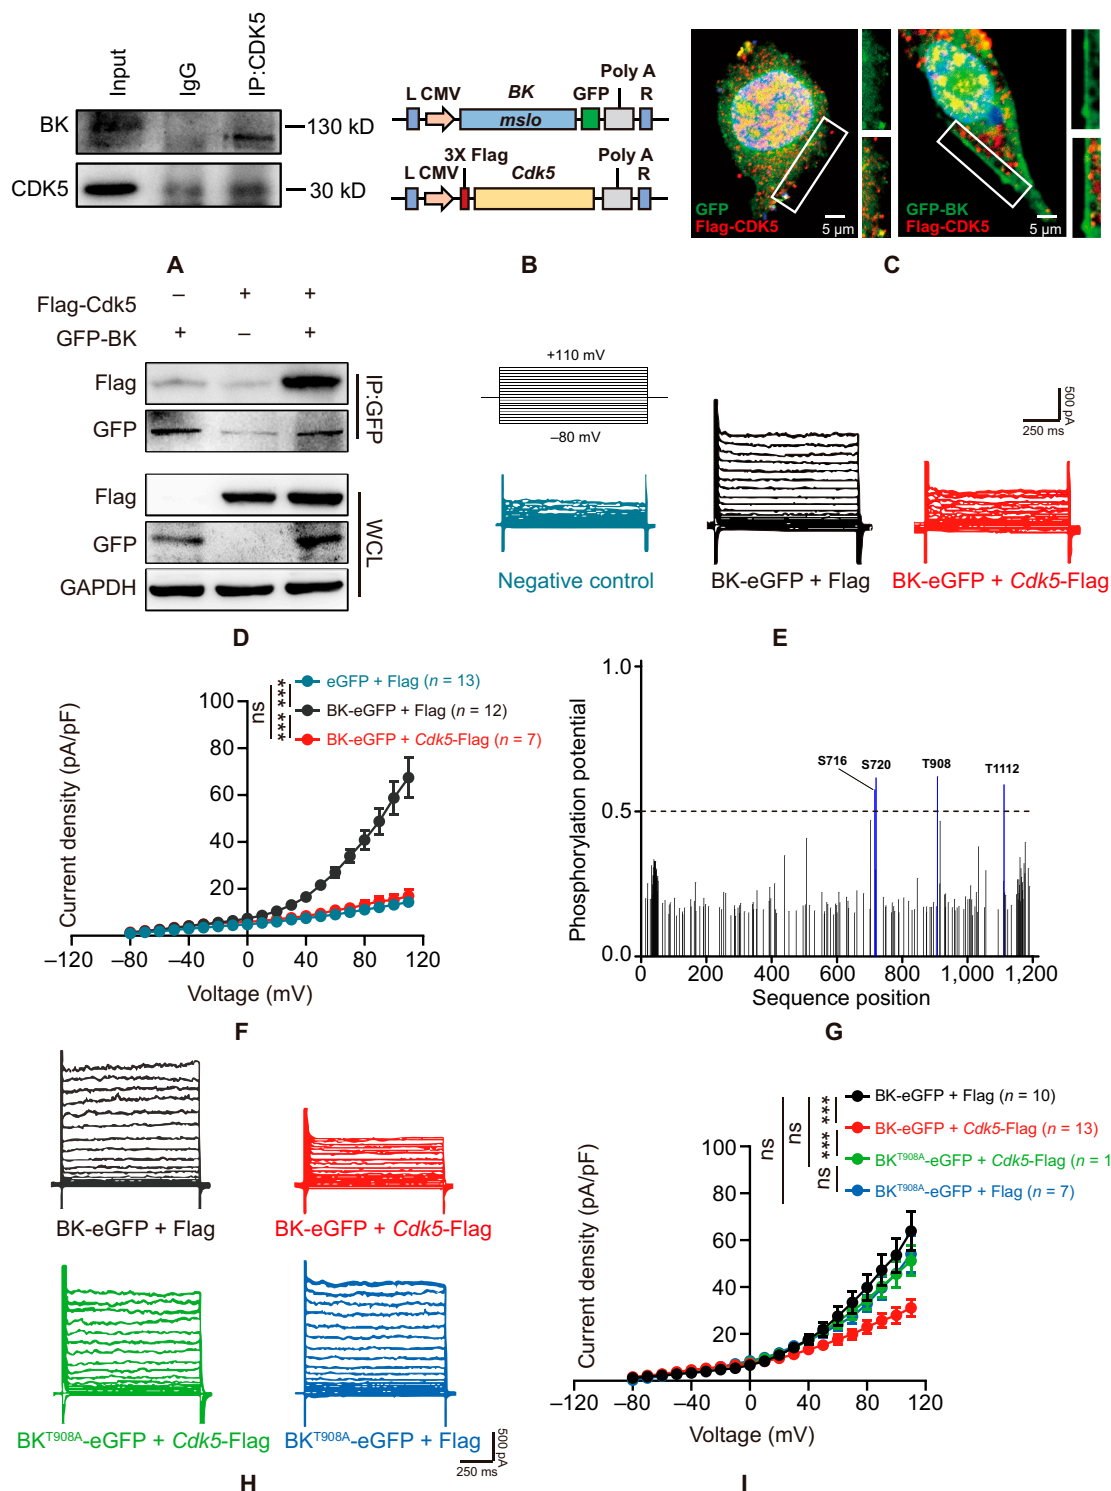 Input
IgG
IP:CDK5
BK
130 kD
CDK5
30 kD
A
Poly A
L CMV BK GFP R
mslo
3X Flag Poly A
L CMV Cdk5 R
B
GFP
Flag-CDK5
5 µm
GFP-BK
Flag-CDK5
5 µm
C
Flag-Cdk5 – + +
GFP-BK + – +
Flag
GFP
IP:GFP
Flag
GFP
GAPDH
WCL
D
+110 mV
–80 mV
500 pA
250 ms
Negative control
BK-eGFP + Flag
BK-eGFP + Cdk5-Flag
E
Current density (pA/pF)
100
80
60
40
20
–120 –80 –40 0 40 80 120
Voltage (mV)
ns
****
***
eGFP + Flag (n = 13)
BK-eGFP + Flag (n = 12)
BK-eGFP + Cdk5-Flag (n = 7)
F
Phosphorylation potential
1.0
0.5
0.0
S716
S720
T908
T1112
0 200 400 600 800 1,000 1,200
Sequence position
G
BK-eGFP + Flag
BK-eGFP + Cdk5-Flag
BKT908A-eGFP + Cdk5-Flag
BKT908A-eGFP + Flag
500 pA
250 ms
H
ns
ns
***
***
ns
BK-eGFP + Flag (n = 10)
BK-eGFP + Cdk5-Flag (n = 13)
BKT908A-eGFP + Cdk5-Flag (n = 1
BKT908A-eGFP + Flag (n = 7)
Current density (pA/pF)
100
80
60
40
20
–120 –80 –40 0 40 80 120
Voltage (mV)
I